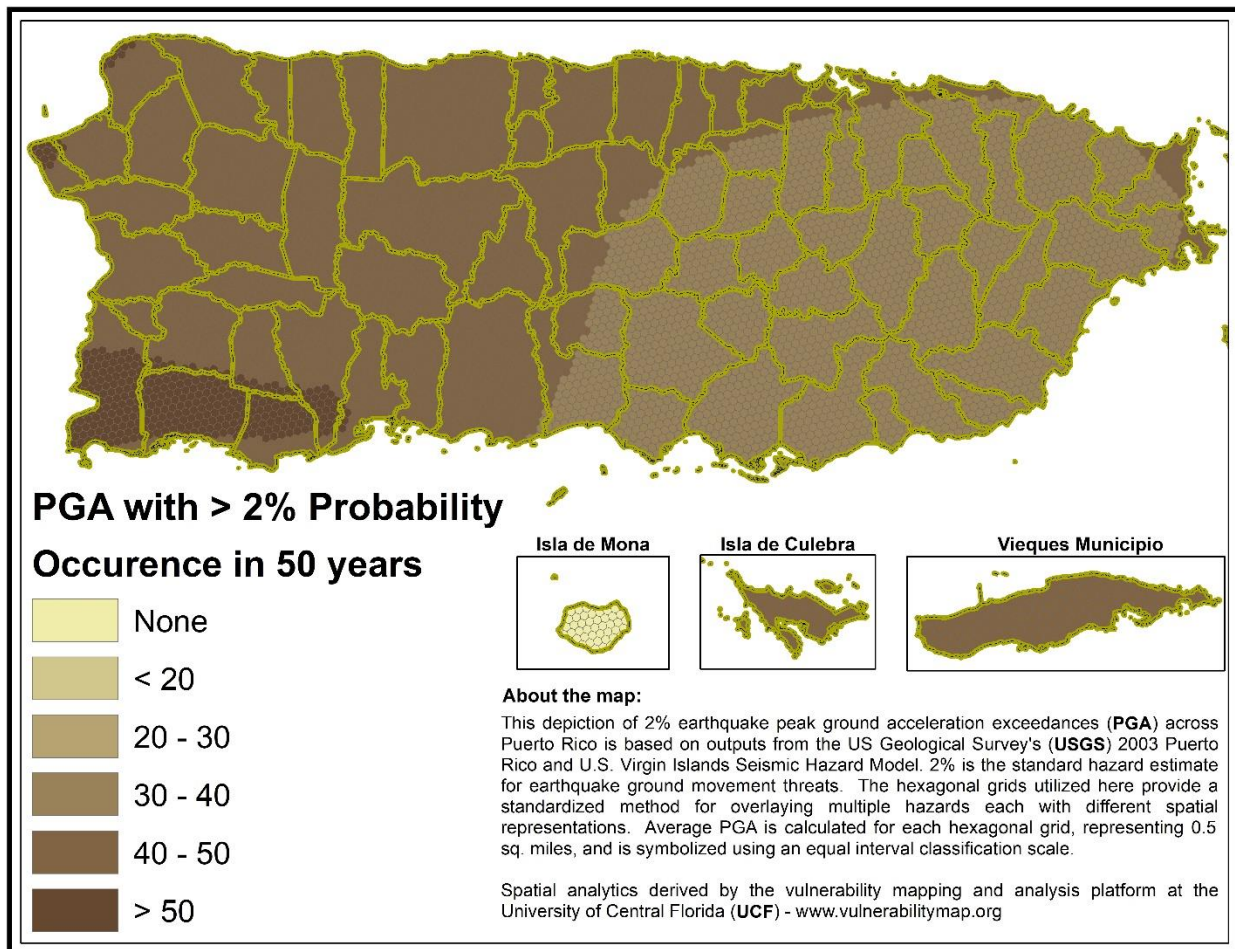 PGA with > 2% Probability
Occurence in 50 years
None
< 20
20 - 30
30 - 40
40 - 50
> 50
Isla de Mona
Isla de Culebra
Vieques Municipio
About the map:
This depiction of 2% earthquake peak ground acceleration exceedances (PGA) across
Puerto Rico is based on outputs from the US Geological Survey's (USGS) 2003 Puerto
Rico and U.S. Virgin Islands Seismic Hazard Model. 2% is the standard hazard estimate
for earthquake ground movement threats. The hexagonal grids utilized here provide a
standardized method for overlaying multiple hazards each with different spatial
representations. Average PGA is calculated for each hexagonal grid, representing 0.5
sq. miles, and is symbolized using an equal interval classification scale.
Spatial analytics derived by the vulnerability mapping and analysis platform at the
University of Central Florida (UCF) - www.vulnerabilitymap.org